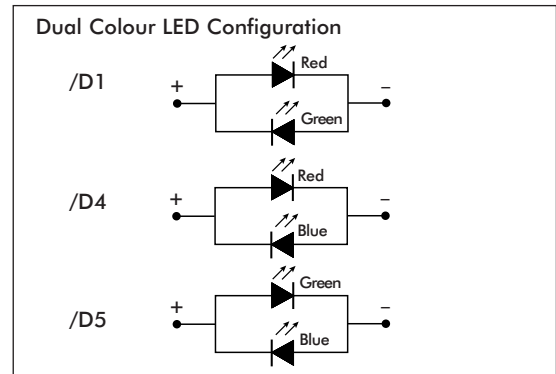 Dual Colour LED Configuration
/D1
+
Red
–
Green
/D4
+
Red
–
Blue
/D5
+
Green
–
Blue